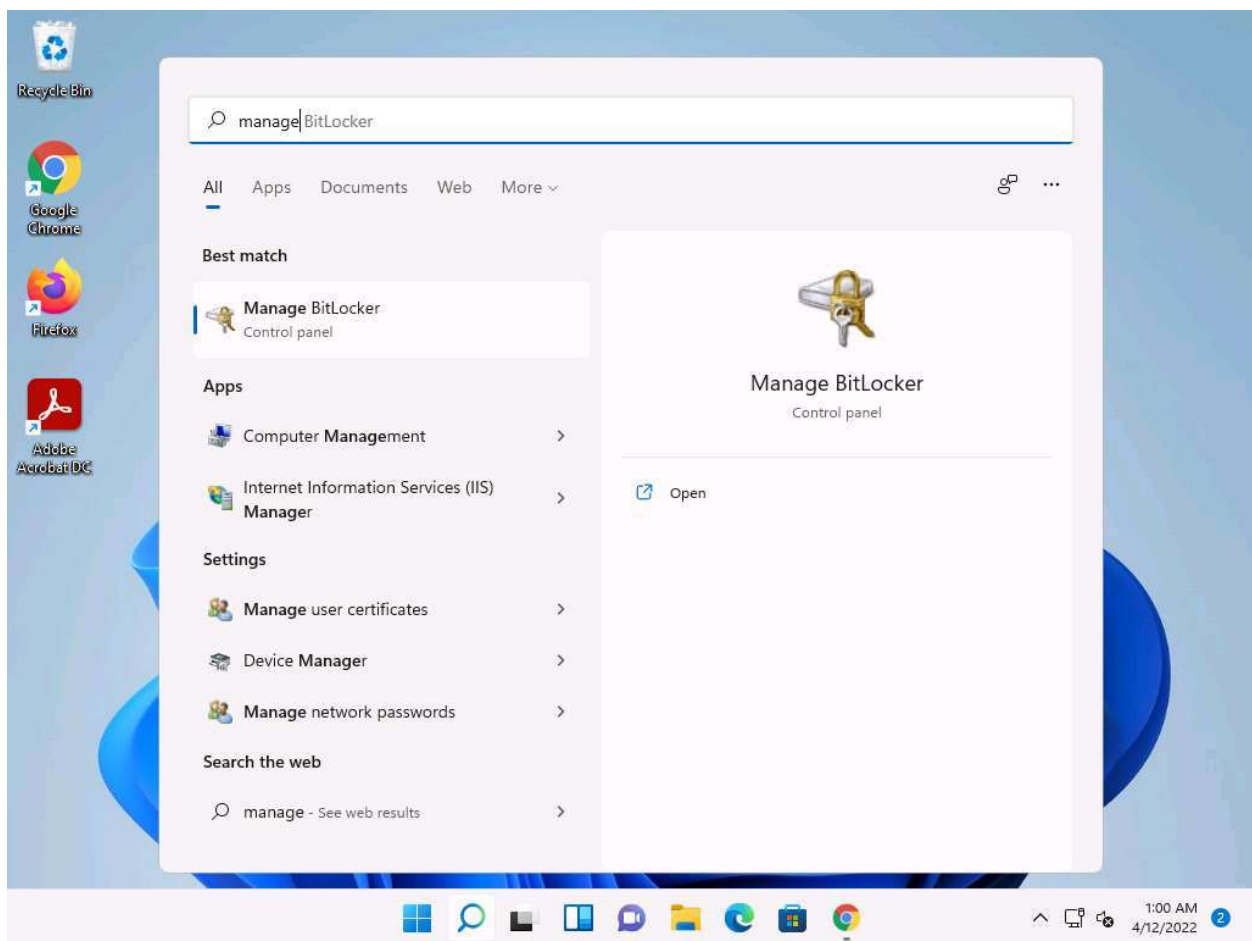 Recycle Bin
Google
Chrome
Firefox
Adobe
Acrobat DC
manage BitLocker
All Apps Documents Web More
Best match
Manage BitLocker
Control panel
Apps
Computer Management
Internet Information Services (IIS)
Manager
Settings
Manage user certificates
Device Manager
Manage network passwords
Search the web
manage - See web results
Manage BitLocker
Control panel
Open
1:00 AM
4/12/2022
2